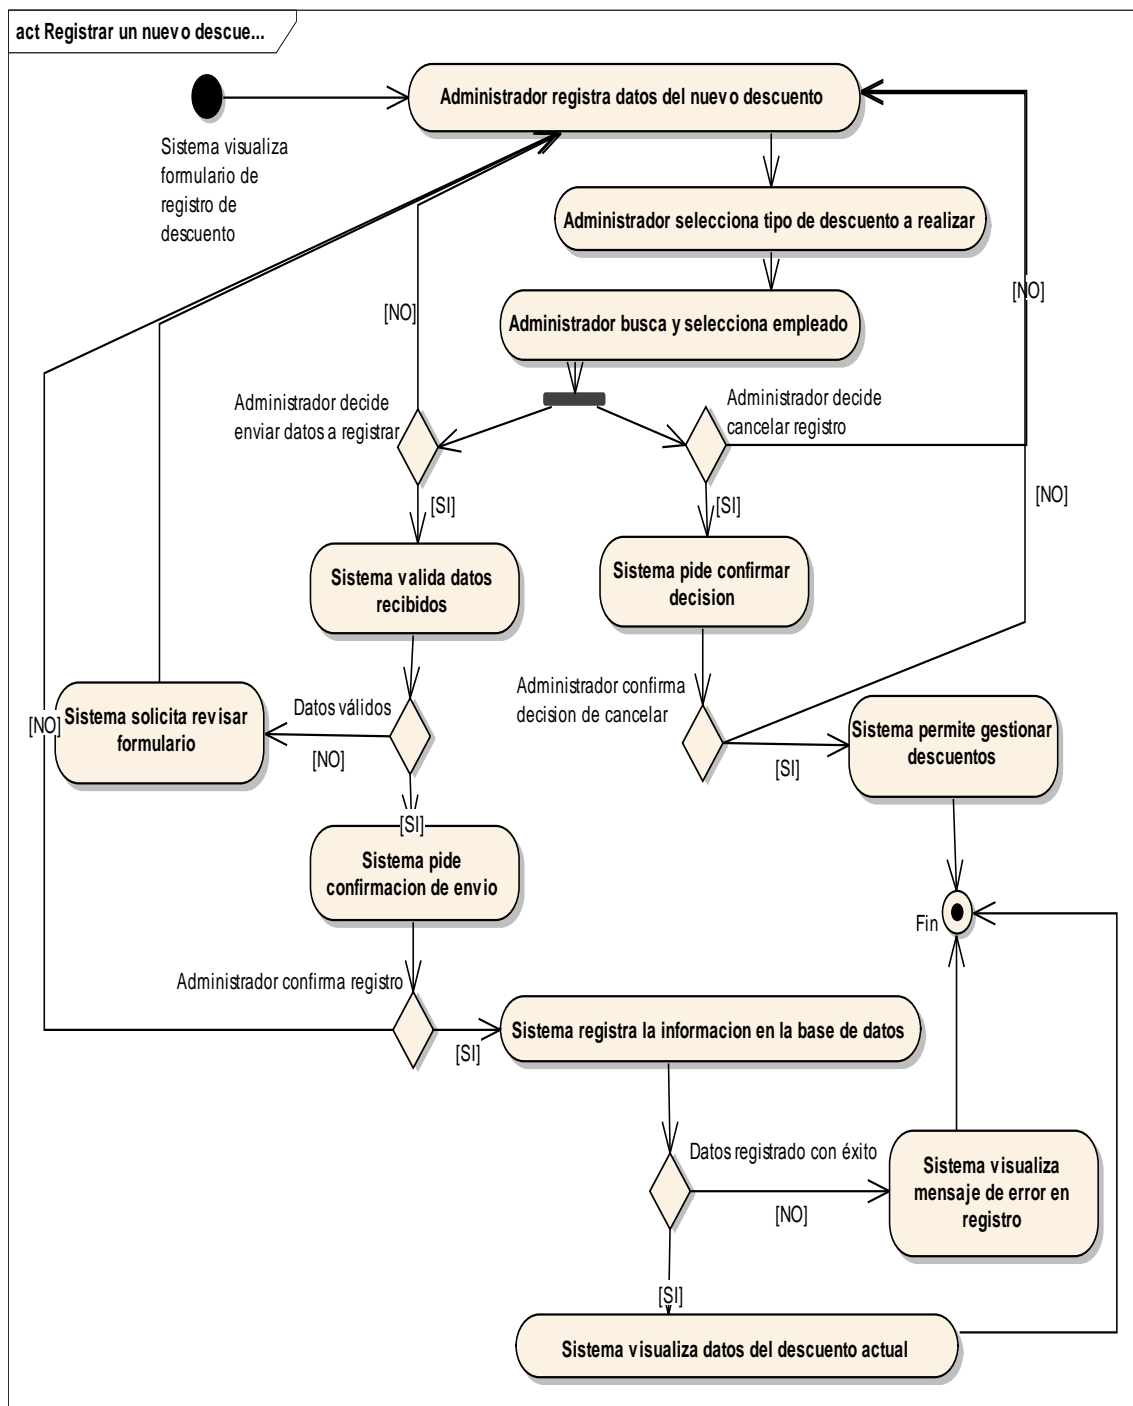 act Registrar un nuevo descue...
Administrador registra datos del nuevo descuento
Sistema visualiza
formulario de
registro de
descuento
Administrador selecciona tipo de descuento a realizar
[NO]
[NO]
Administrador busca y selecciona empleado
Administrador decide
enviar datos a registrar
Administrador decide
cancelar registro
[SI]
[SI]
[NO]
Sistema valida datos
recibidos
Sistema pide confirmar
decision
Administrador confirma
decision de cancelar
[NO]
Sistema solicita revisar
formulario
Datos válidos
[NO]
Sistema permite gestionar
descuentos
[SI]
[SI]
Sistema pide
confirmacion de envio
Fin
Administrador confirma registro
[SI]
Sistema registra la informacion en la base de datos
Datos registrado con éxito
[NO]
Sistema visualiza
mensaje de error en
registro
[SI]
Sistema visualiza datos del descuento actual